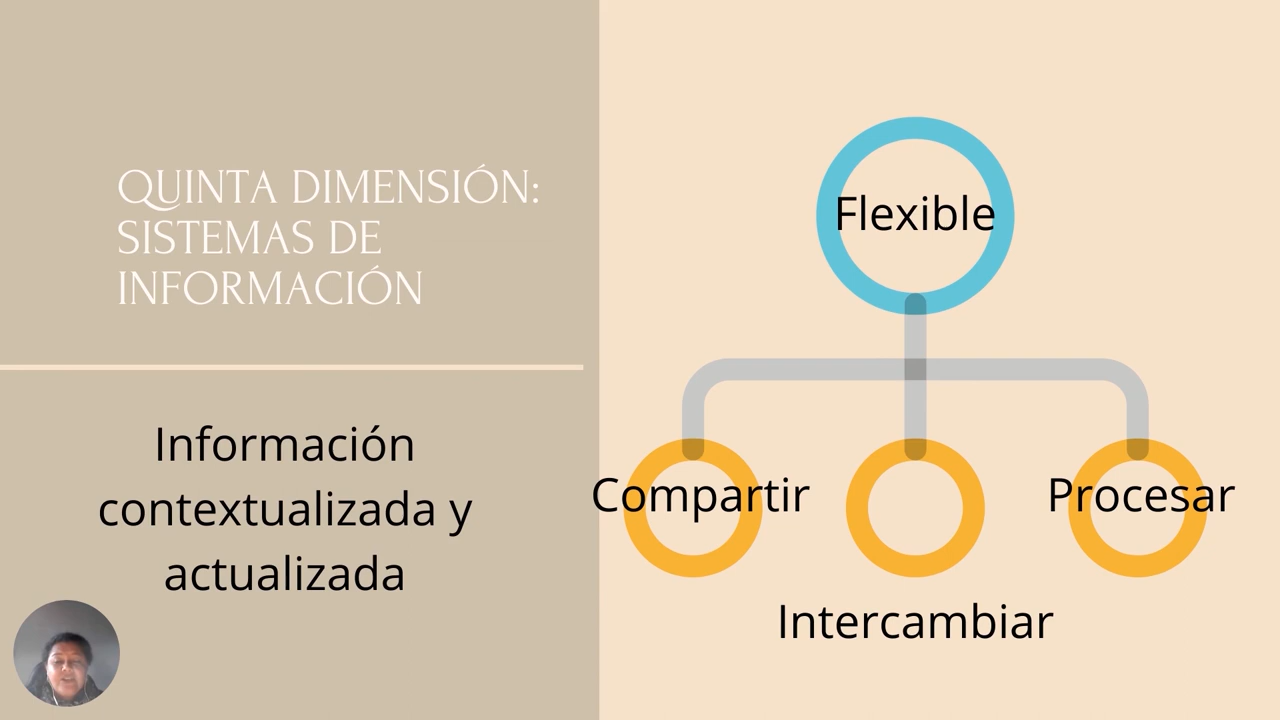 QUINTA DIMENSIÓN:
SISTEMAS DE
INFORMACIÓN
Información
contextualizada y
actualizada
Flexible
Compartir
Procesar
Intercambiar